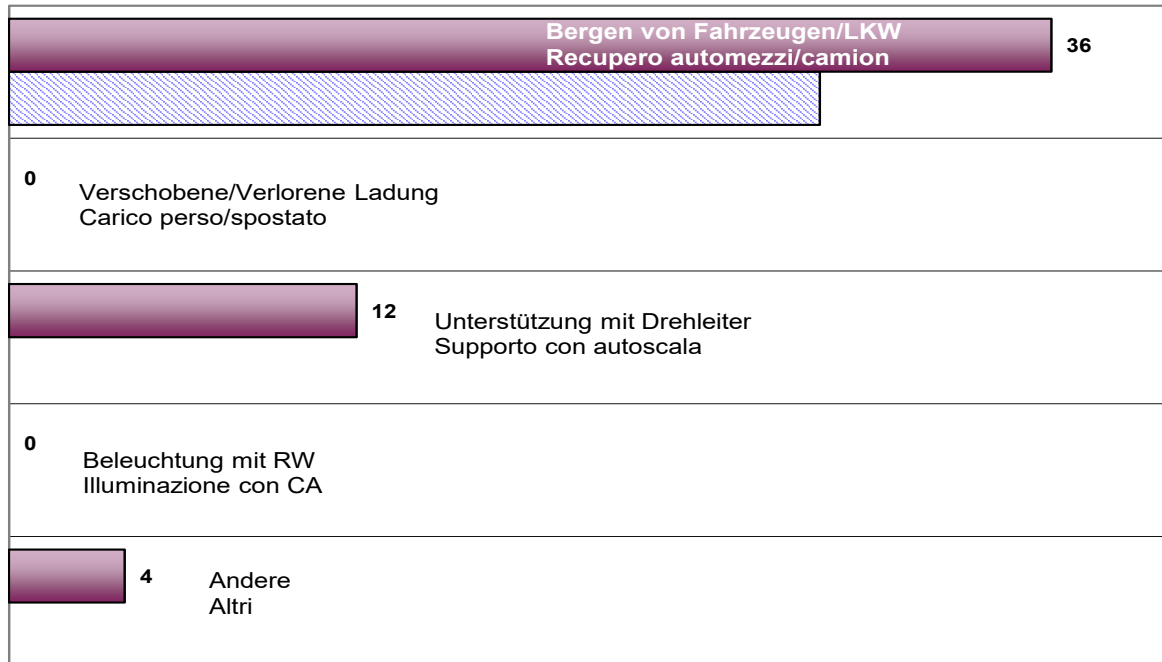 Bergen von Fahrzeugen/LKW
Recupero automezzi/camion
36
0
Verschobene/Verlorene Ladung
Carico perso/spostato
12
Unterstützung mit Drehleiter
Supporto con autoscala
0
Beleuchtung mit RW
Illuminazione con CA
4
Andere
Altri